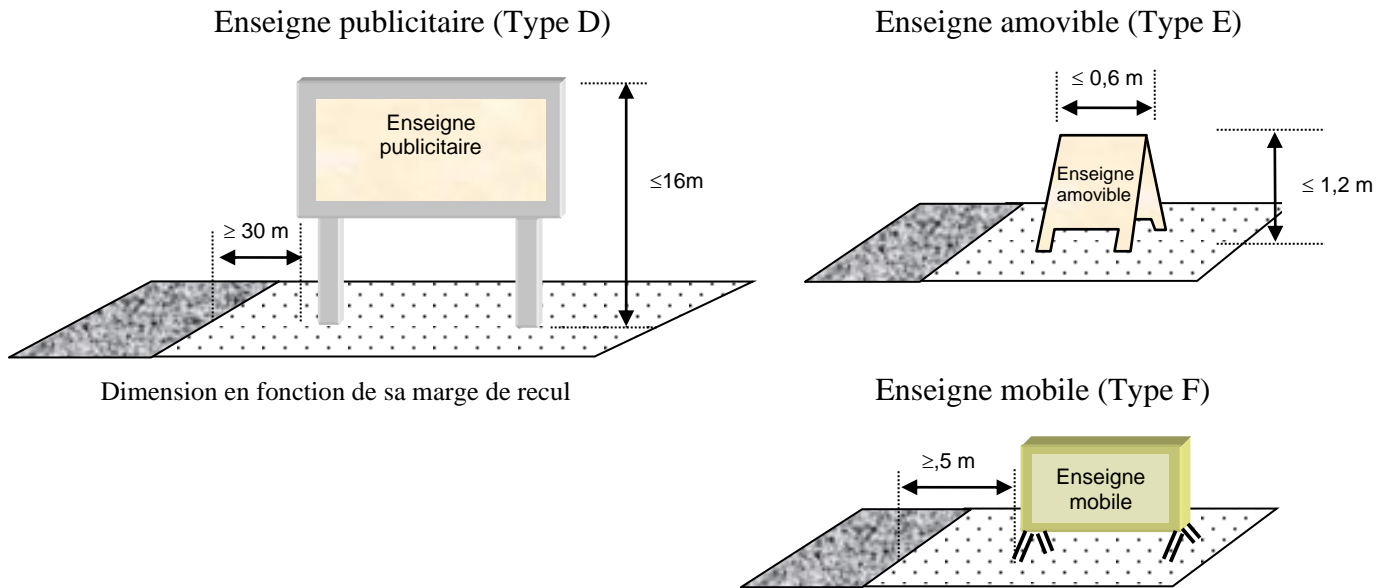 Enseigne publicitaire (Type D)
Enseigne
publicitaire
≤16m
≥ 30 m
Dimension en fonction de sa marge de recul
Enseigne amovible (Type E)
≤ 0,6 m
Enseigne
amovible
≤ 1,2 m
Enseigne mobile (Type F)
≥,5 m
Enseigne
mobile